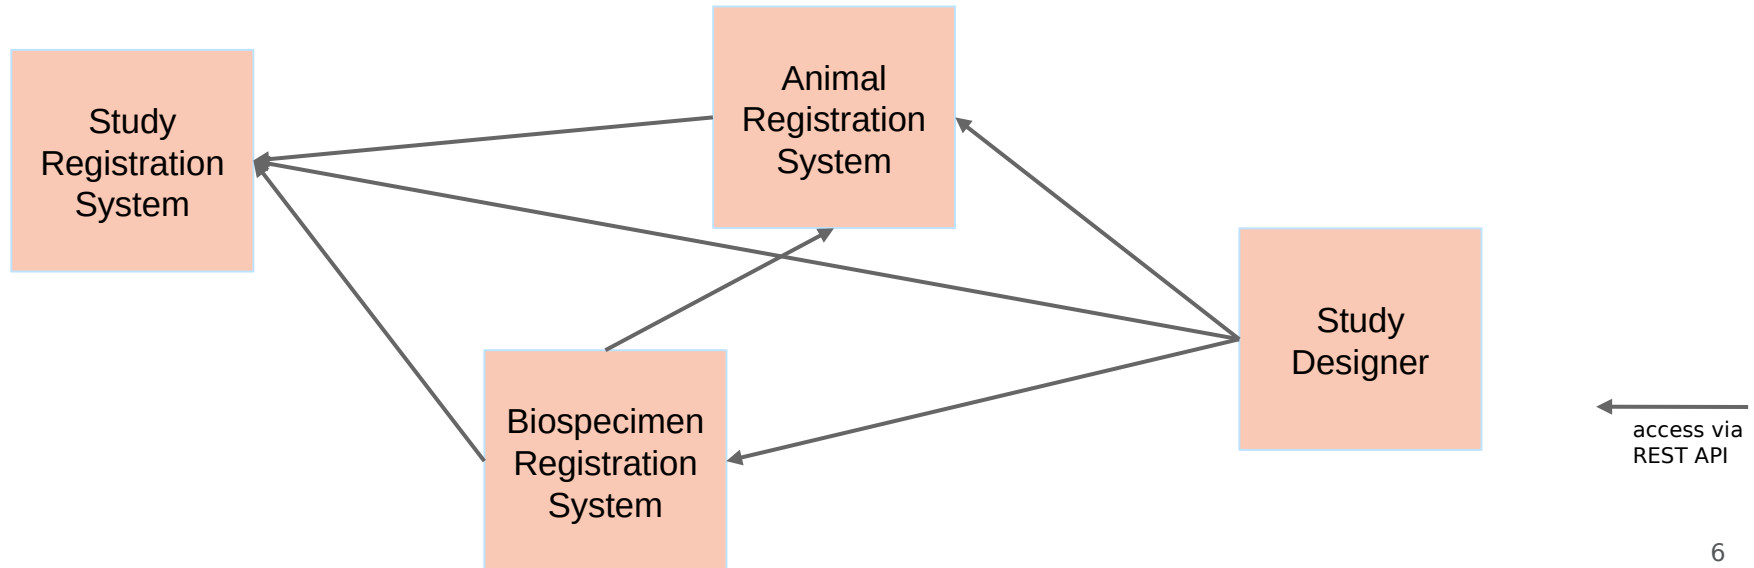 Study
Registration
System
Animal
Registration
System
Study
Designer
Biospecimen
Registration
System
access via
REST API
6